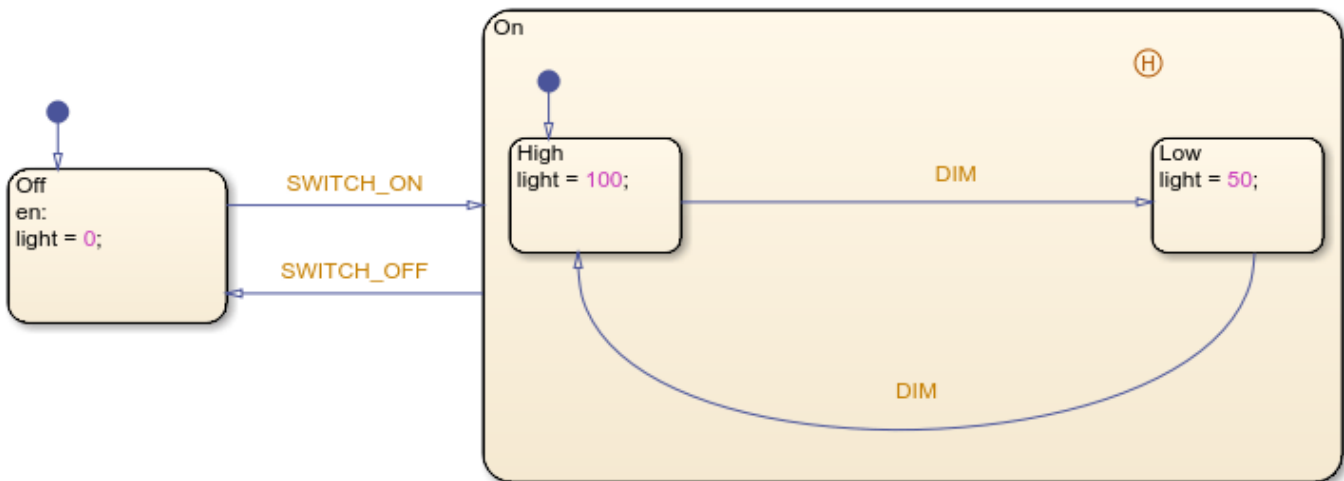 On
H
Off
en:
light = 0;
SWITCH_ON
SWITCH_OFF
High
light = 100;
DIM
Low
light = 50;
DIM